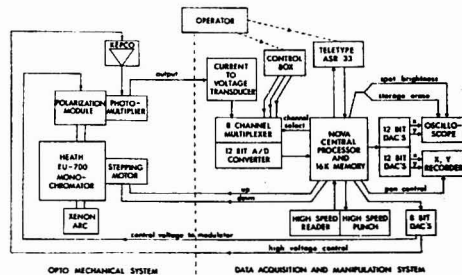 OPERATOR
KEPCO
TELETYPE
ASR 33
CONTROL
BOX
CURRENT
TO
VOLTAGE
TRANSDUCER
output
spot brightness
storage erase
POLARIZATION
MODULE
PHOTO-
MULTIPLIER
8 CHANNEL
MULTIPLEXER
channel
select
12 BIT A/D
CONVERTER
NOVA
CENTRAL
PROCESSOR
AND
16K MEMORY
12 BIT
DAC'S
X
Y
OSCILLO-
SCOPE
12 BIT
DAC'S
X
Y
X, Y
RECORDER
HEATH
EU-700
MONO-
CHROMATOR
STEPPING
MOTOR
up
down
pen control
XENON
ARC
HIGH SPEED
READER
HIGH SPEED
PUNCH
8 BIT
DAC'S
control voltage to modulator
high voltage control
OPTO MECHANICAL SYSTEM
DATA ACQUISITION AND MANIPULATION SYSTEM